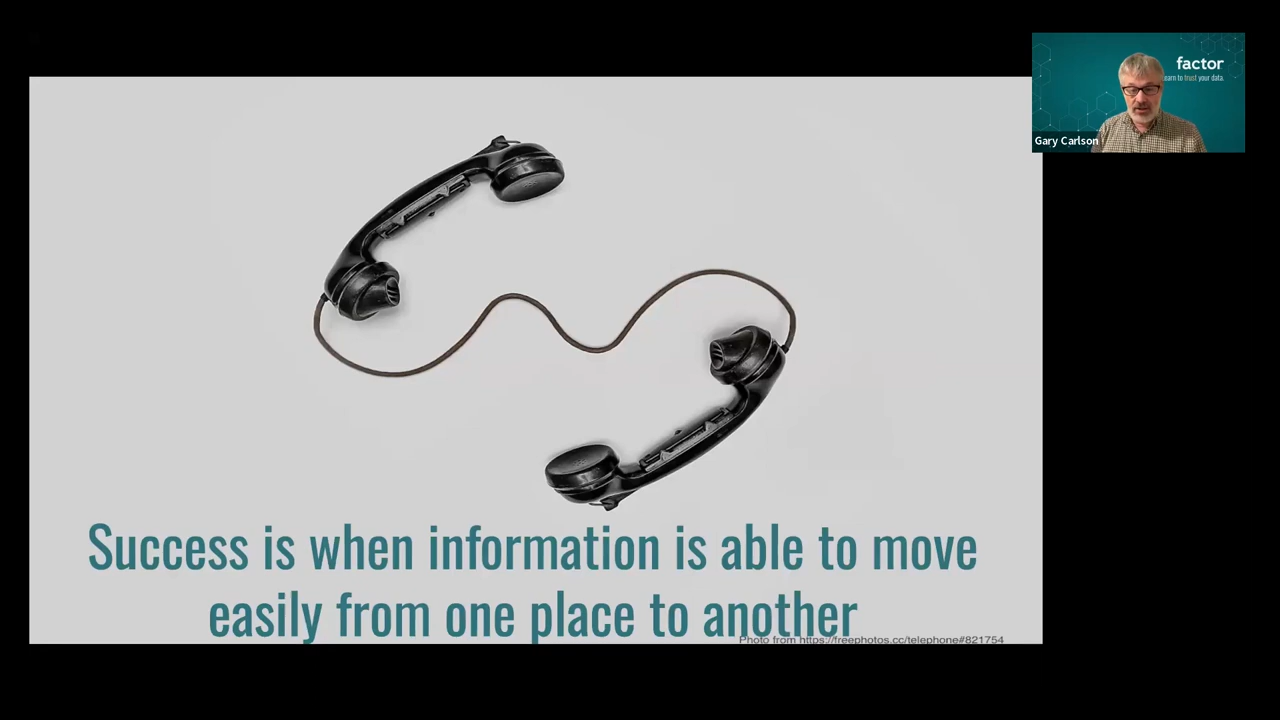 factor
learn to trust your data.
Gary Carlson
Success is when information is able to move
easily from one place to another
Photo from https://freephotos.cc/telephone#821754